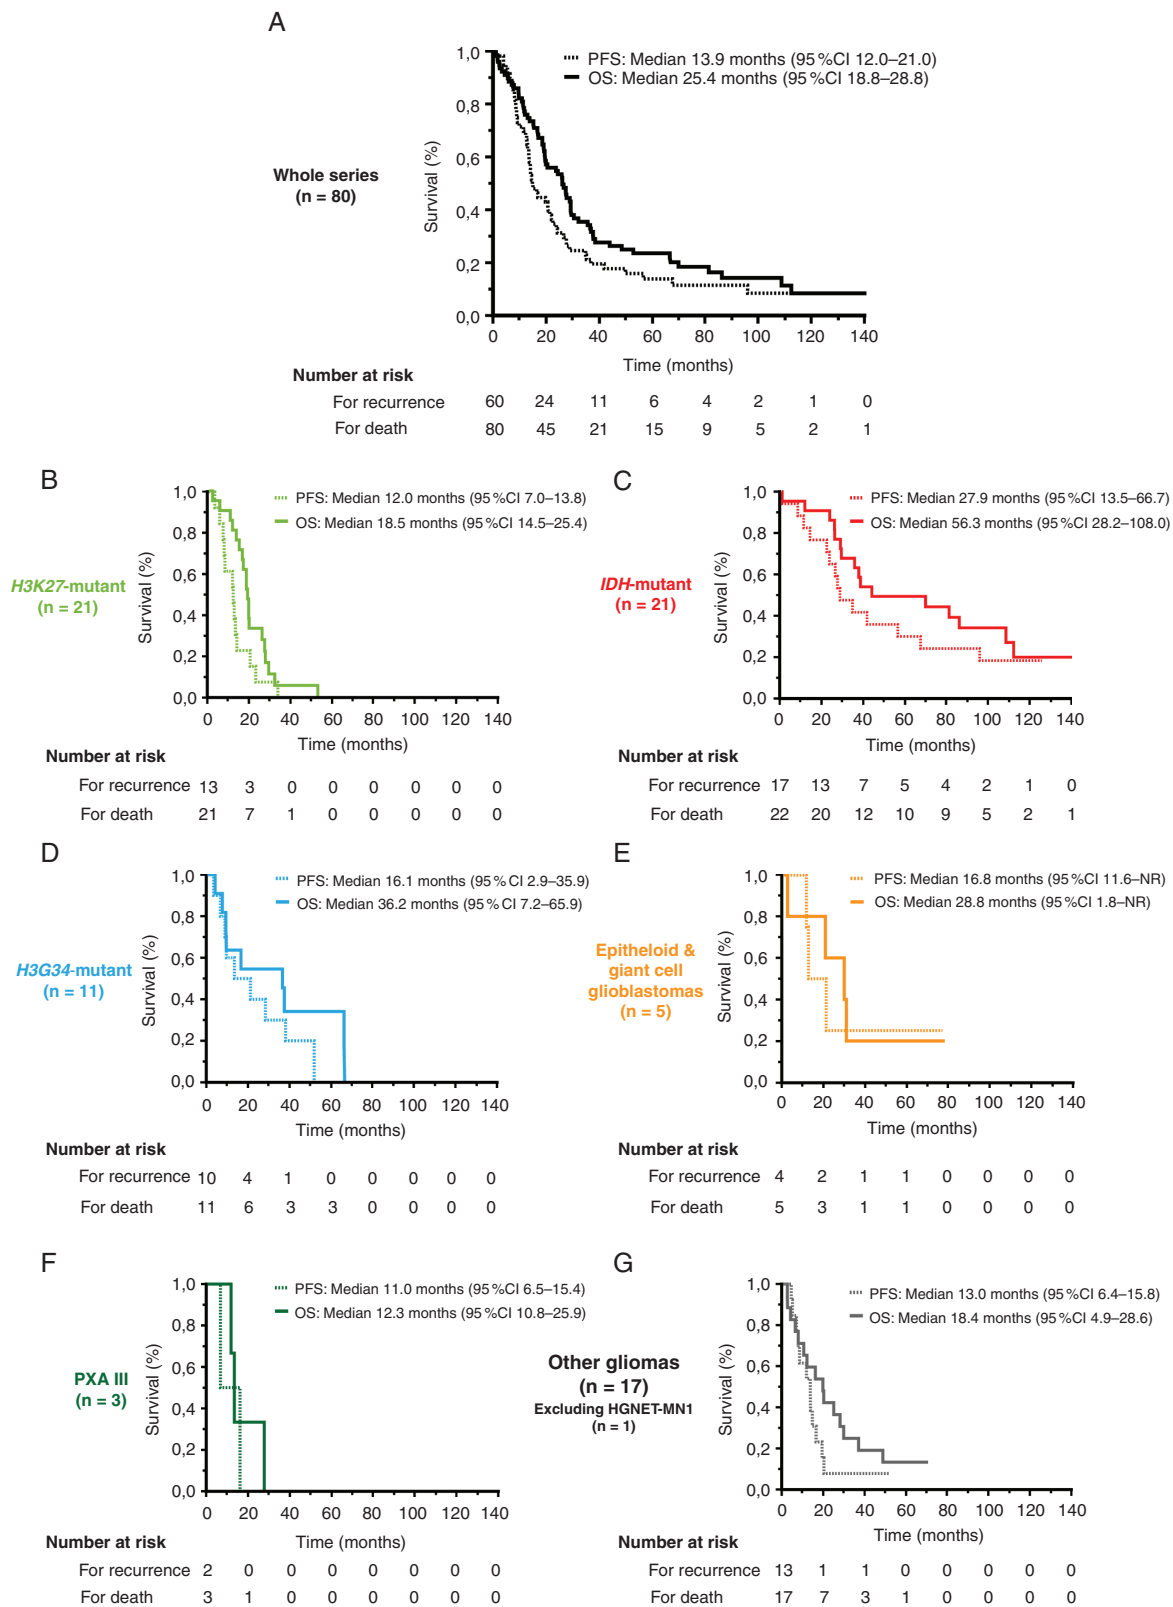 A
PFS: Median 13.9 months (95 %CI 12.0–21.0)
OS: Median 25.4 months (95 %CI 18.8–28.8)
Whole series
(n = 80)
Survival (%)
1,0
0,8
0,6
0,4
0,2
0,0
0 20 40 60 80 100 120 140
Time (months)
Number at risk
For recurrence 60 24 11 6 4 2 1 0
For death 80 45 21 15 9 5 2 1
B
PFS: Median 12.0 months (95 %CI 7.0–13.8)
OS: Median 18.5 months (95 %CI 14.5–25.4)
H3K27-mutant
(n = 21)
Survival (%)
1,0
0,8
0,6
0,4
0,2
0,0
0 20 40 60 80 100 120 140
Time (months)
Number at risk
For recurrence 13 3 0 0 0 0 0 0
For death 21 7 1 0 0 0 0 0
C
PFS: Median 27.9 months (95 %CI 13.5–66.7)
OS: Median 56.3 months (95 %CI 28.2–108.0)
IDH-mutant
(n = 21)
Survival (%)
1,0
0,8
0,6
0,4
0,2
0,0
0 20 40 60 80 100 120 140
Time (months)
Number at risk
For recurrence 17 13 7 5 4 2 1 0
For death 22 20 12 10 9 5 2 1
D
PFS: Median 16.1 months (95 % CI 2.9–35.9)
OS: Median 36.2 months (95 % CI 7.2–65.9)
H3G34-mutant
(n = 11)
Survival (%)
1,0
0,8
0,6
0,4
0,2
0,0
0 20 40 60 80 100 120 140
Time (months)
Number at risk
For recurrence 10 4 1 0 0 0 0 0
For death 11 6 3 3 0 0 0 0
E
PFS: Median 16.8 months (95 %CI 11.6–NR)
OS: Median 28.8 months (95 %CI 1.8–NR)
Epitheloid &
giant cell
glioblastomas
(n = 5)
Survival (%)
1,0
0,8
0,6
0,4
0,2
0,0
0 20 40 60 80 100 120 140
Time (months)
Number at risk
For recurrence 4 2 1 1 0 0 0 0
For death 5 3 1 1 0 0 0 0
F
PFS: Median 11.0 months (95 %CI 6.5–15.4)
OS: Median 12.3 months (95 %CI 10.8–25.9)
PXA III
(n = 3)
Survival (%)
1,0
0,8
0,6
0,4
0,2
0,0
0 20 40 60 80 100 120 140
Time (months)
Number at risk
For recurrence 2 0 0 0 0 0 0 0
For death 3 1 0 0 0 0 0 0
G
PFS: Median 13.0 months (95 %CI 6.4–15.8)
OS: Median 18.4 months (95 %CI 4.9–28.6)
Other gliomas
(n = 17)
Excluding HGNET-MN1
(n = 1)
Survival (%)
1,0
0,8
0,6
0,4
0,2
0,0
0 20 40 60 80 100 120 140
Time (months)
Number at risk
For recurrence 13 1 1 0 0 0 0 0
For death 17 7 3 1 0 0 0 0